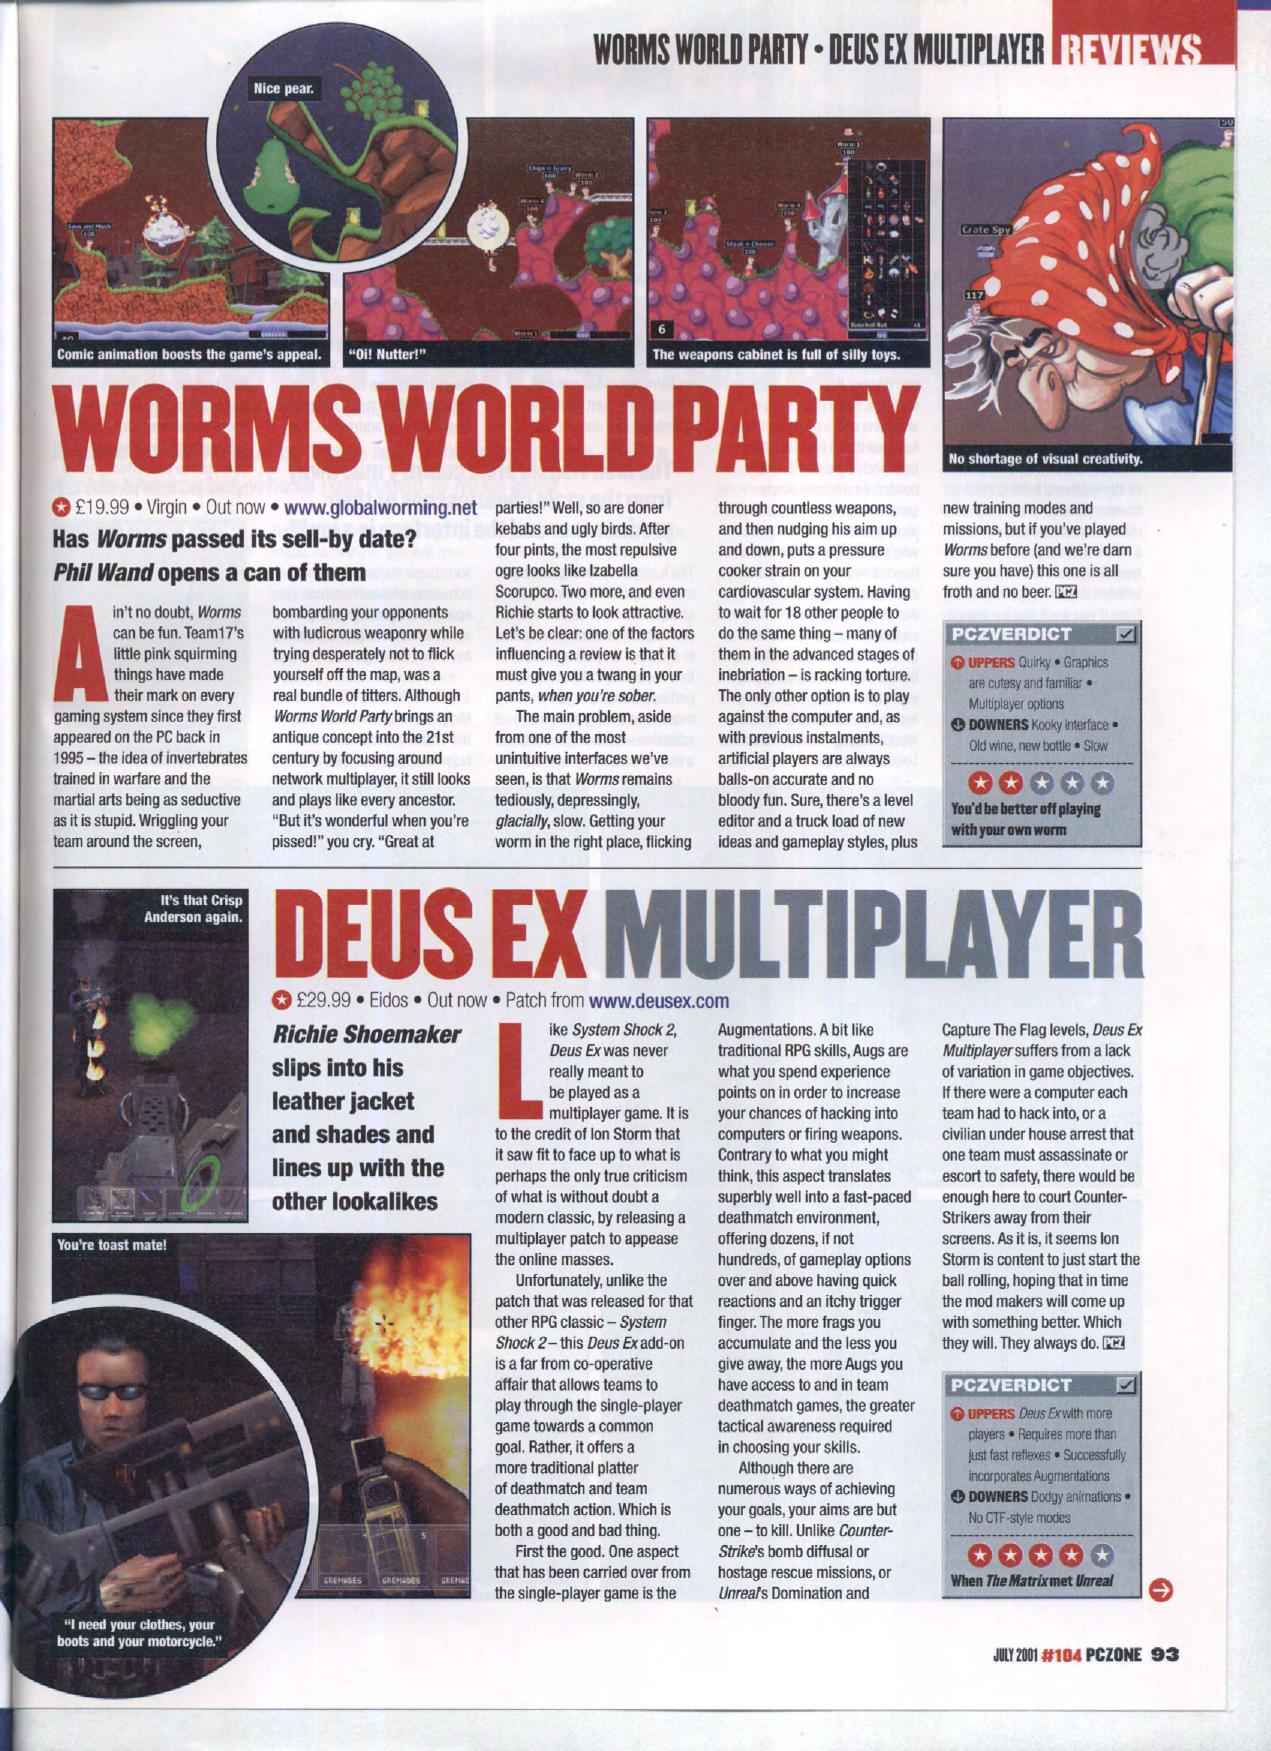 WORMS WORLD PARTY • DEUS EX MULTIPLAYER REVIEWS
Nice pear.
Comic animation boosts the game's appeal.
"Oi! Nutter!"
6
Baseball Bat x1
The weapons cabinet is full of silly toys.
Crate Spy
117
No shortage of visual creativity.
WORMS WORLD PARTY
£19.99 • Virgin • Out now • www.globalworming.net
Has Worms passed its sell-by date?
Phil Wand opens a can of them
Ain't no doubt, Worms
can be fun. Team17's
little pink squirming
things have made
their mark on every
gaming system since they first
appeared on the PC back in
1995 – the idea of invertebrates
trained in warfare and the
martial arts being as seductive
as it is stupid. Wriggling your
team around the screen,
bombarding your opponents
with ludicrous weaponry while
trying desperately not to flick
yourself off the map, was a
real bundle of titters. Although
Worms World Party brings an
antique concept into the 21st
century by focusing around
network multiplayer, it still looks
and plays like every ancestor.
"But it's wonderful when you're
pissed!" you cry. "Great at
parties!" Well, so are doner
kebabs and ugly birds. After
four pints, the most repulsive
ogre looks like Izabella
Scorupco. Two more, and even
Richie starts to look attractive.
Let's be clear: one of the factors
influencing a review is that it
must give you a twang in your
pants, when you're sober.
The main problem, aside
from one of the most
unintuitive interfaces we've
seen, is that Worms remains
tediously, depressingly,
glacially, slow. Getting your
worm in the right place, flicking
through countless weapons,
and then nudging his aim up
and down, puts a pressure
cooker strain on your
cardiovascular system. Having
to wait for 18 other people to
do the same thing – many of
them in the advanced stages of
inebriation – is racking torture.
The only other option is to play
against the computer and, as
with previous instalments,
artificial players are always
balls-on accurate and no
bloody fun. Sure, there's a level
editor and a truck load of new
ideas and gameplay styles, plus
new training modes and
missions, but if you've played
Worms before (and we're darn
sure you have) this one is all
froth and no beer. PCZ
PCZVERDICT
UPPERS Quirky • Graphics
are cutesy and familiar •
Multiplayer options
DOWNERS Kooky interface •
Old wine, new bottle • Slow
You'd be better off playing
with your own worm
It's that Crisp
Anderson again.
You're toast mate!
GRENADES GRENADES GRENAD
"I need your clothes, your
boots and your motorcycle."
DEUS EX MULTIPLAYER
£29.99 • Eidos • Out now • Patch from www.deusex.com
Richie Shoemaker
slips into his
leather jacket
and shades and
lines up with the
other lookalikes
Like System Shock 2,
Deus Ex was never
really meant to
be played as a
multiplayer game. It is
to the credit of Ion Storm that
it saw fit to face up to what is
perhaps the only true criticism
of what is without doubt a
modern classic, by releasing a
multiplayer patch to appease
the online masses.
Unfortunately, unlike the
patch that was released for that
other RPG classic – System
Shock 2 – this Deus Ex add-on
is a far from co-operative
affair that allows teams to
play through the single-player
game towards a common
goal. Rather, it offers a
more traditional platter
of deathmatch and team
deathmatch action. Which is
both a good and bad thing.
First the good. One aspect
that has been carried over from
the single-player game is the
Augmentations. A bit like
traditional RPG skills, Augs are
what you spend experience
points on in order to increase
your chances of hacking into
computers or firing weapons.
Contrary to what you might
think, this aspect translates
superbly well into a fast-paced
deathmatch environment,
offering dozens, if not
hundreds, of gameplay options
over and above having quick
reactions and an itchy trigger
finger. The more frags you
accumulate and the less you
give away, the more Augs you
have access to and in team
deathmatch games, the greater
tactical awareness required
in choosing your skills.
Although there are
numerous ways of achieving
your goals, your aims are but
one – to kill. Unlike Counter-
Strike's bomb diffusal or
hostage rescue missions, or
Unreal's Domination and
Capture The Flag levels, Deus Ex
Multiplayer suffers from a lack
of variation in game objectives.
If there were a computer each
team had to hack into, or a
civilian under house arrest that
one team must assassinate or
escort to safety, there would be
enough here to court Counter-
Strikers away from their
screens. As it is, it seems Ion
Storm is content to just start the
ball rolling, hoping that in time
the mod makers will come up
with something better. Which
they will. They always do. PCZ
PCZVERDICT
UPPERS Deus Ex with more
players • Requires more than
just fast reflexes • Successfully
incorporates Augmentations
DOWNERS Dodgy animations •
No CTF-style modes
When The Matrix met Unreal
JULY 2001 #104 PCZONE 93